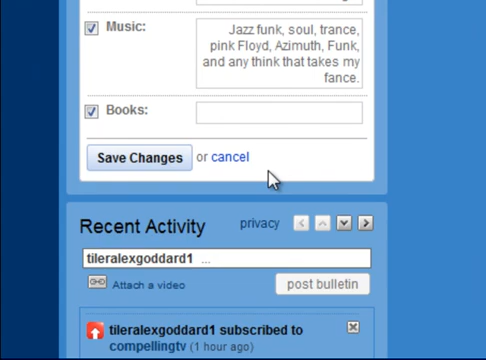 Music:
Jazz funk, soul, trance,
pink Floyd, Azimuth, Funk,
and any think that takes my
fance.
Books:
Save Changes or cancel
Recent Activity privacy
tileralexgoddard1 ...
Attach a video post bulletin
tileralexgoddard1 subscribed to
compellingtv (1 hour ago)